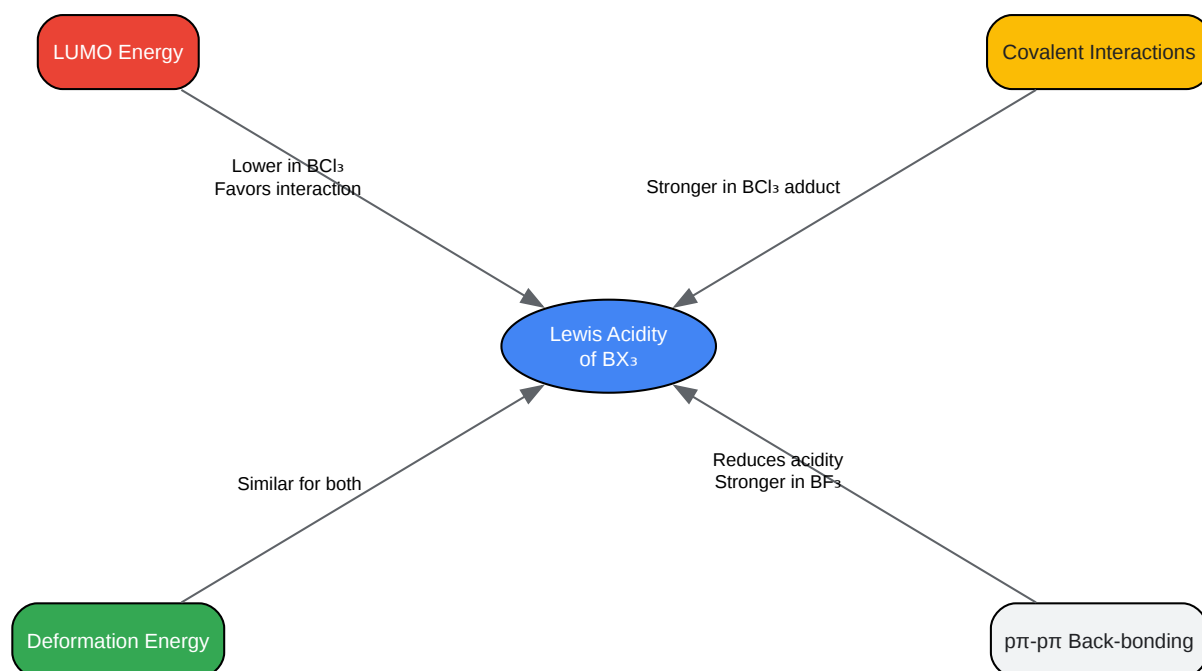 LUMO Energy
Covalent Interactions
Lower in BCl₃
Favors interaction
Stronger in BCl₃ adduct
Lewis Acidity
of BX₃
Similar for both
Reduces acidity
Stronger in BF₃
Deformation Energy
pπ-pπ Back-bonding